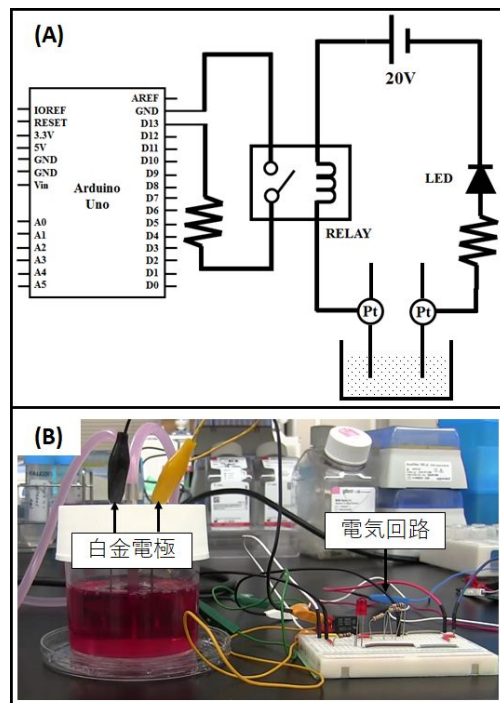 (A)
AREF
GND
D13
D12
D11
D10
D9
D8
D7
D6
D5
D4
D3
D2
D1
D0
IOREF
RESET
3.3V
5V
GND
GND
Vin
A0
A1
A2
A3
A4
A5
Arduino
Uno
RELAY
20V
LED
Pt
Pt
(B)
白金電極
電気回路
FALCON